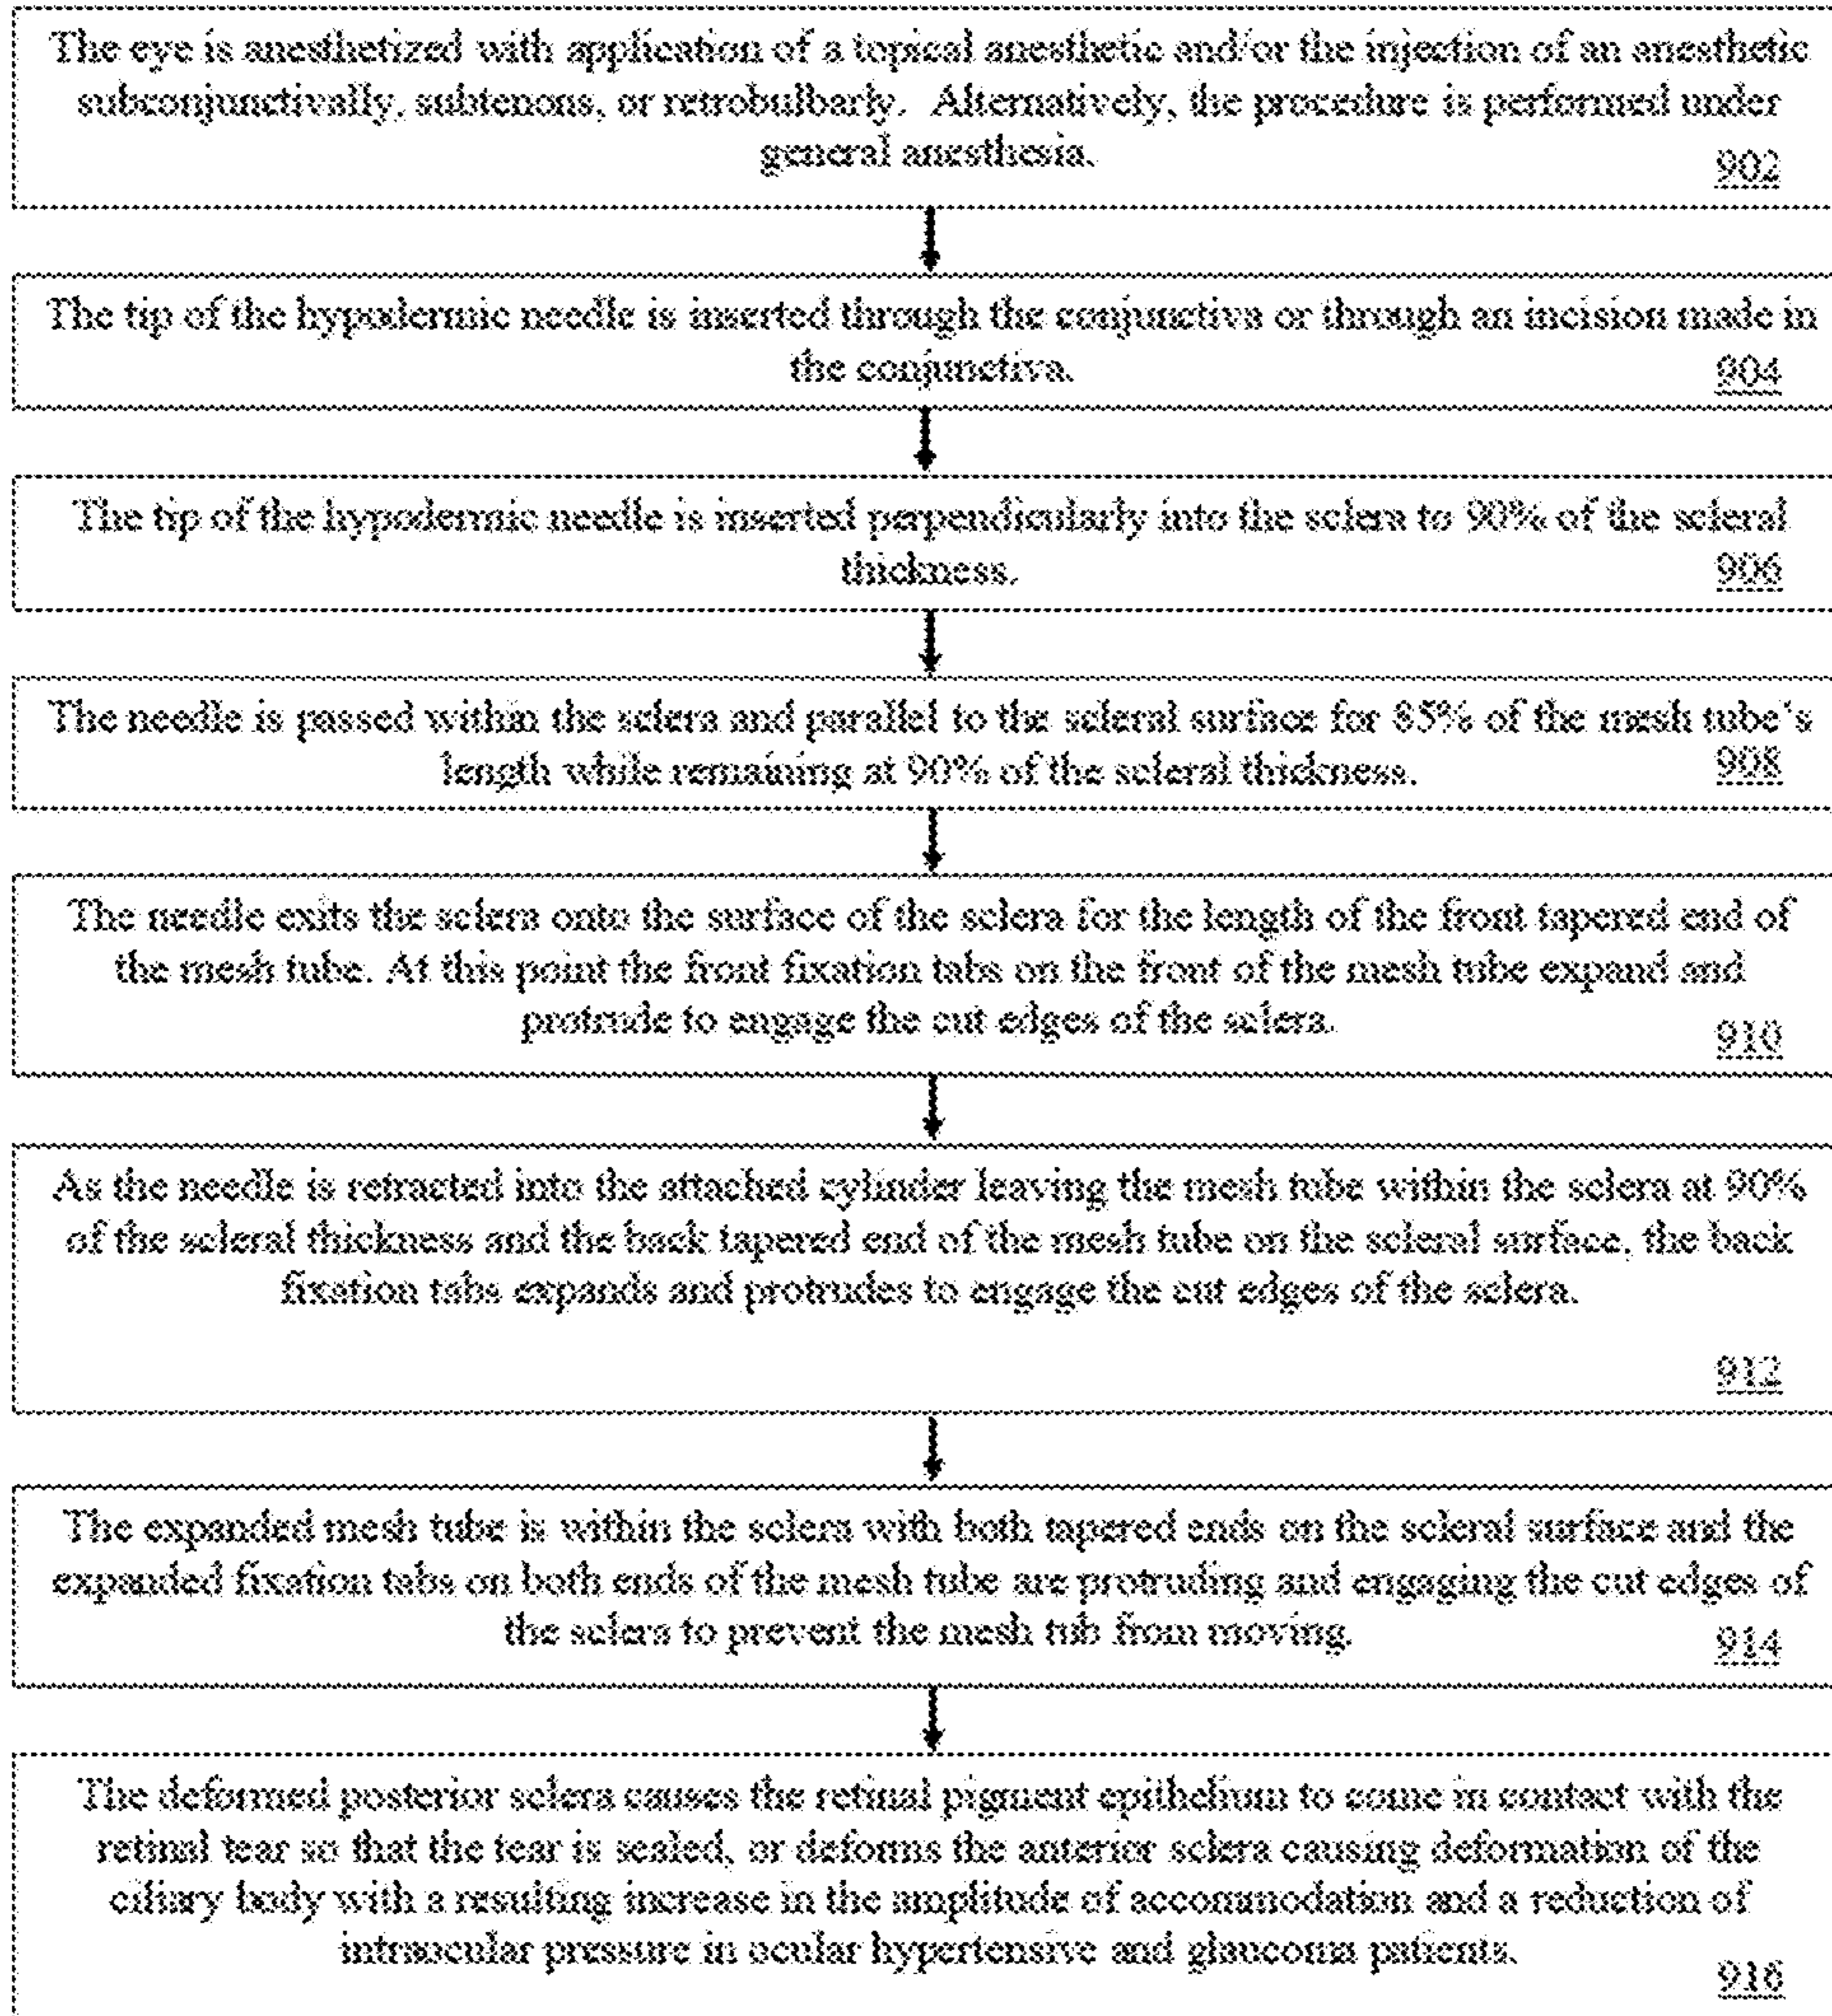 The eye is anesthetized with application of a topical anesthetic and/or the injection of an anesthetic
subconjunctivally, subtenons, or retrobulbarly. Alternatively, the procedure is performed under
general anesthesia.
902
The tip of the hypodermic needle is inserted through the conjunctiva or through an incision made in
the conjunctiva.
904
The tip of the hypodermic needle is inserted perpendicularly into the sclera to 90% of the scleral
thickness.
906
The needle is passed within the sclera and parallel to the scleral surface for 85% of the mesh tube's
length while remaining at 90% of the scleral thickness.
908
The needle exits the sclera onto the surface of the sclera for the length of the front tapered end of
the mesh tube. At this point the front fixation tabs on the front of the mesh tube expand and
protrude to engage the cut edges of the sclera.
910
As the needle is retracted into the attached cylinder leaving the mesh tube within the sclera at 90%
of the scleral thickness and the back tapered end of the mesh tube on the scleral surface, the back
fixation tabs expands and protrudes to engage the cut edges of the sclera.
912
The expanded mesh tube is within the sclera with both tapered ends on the scleral surface and the
expanded fixation tabs on both ends of the mesh tube are protruding and engaging the cut edges of
the sclera to prevent the mesh tub from moving.
914
The deformed posterior sclera causes the retinal pigment epithelium to come in contact with the
retinal tear so that the tear is sealed, or deforms the anterior sclera causing deformation of the
ciliary body with a resulting increase in the amplitude of accommodation and a reduction of
intraocular pressure in ocular hypertensive and glaucoma patients.
916